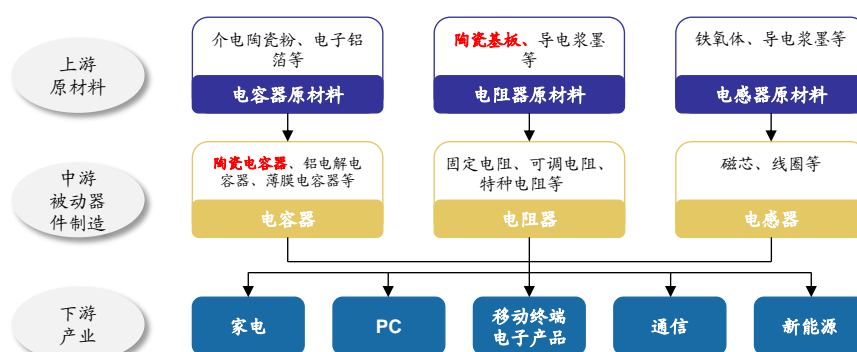 上游
原材料
介电陶瓷粉、电子铝
箔等
电容器原材料
陶瓷基板、导电浆墨
等
电阻器原材料
铁氧体、导电浆墨等
电感器原材料
中游
被动器
件制造
陶瓷电容器、铝电解电
容器、薄膜电容器等
电容器
固定电阻、可调电阻、
特种电阻等
电阻器
磁芯、线圈等
电感器
下游
产业
家电
PC
移动终端
电子产品
通信
新能源